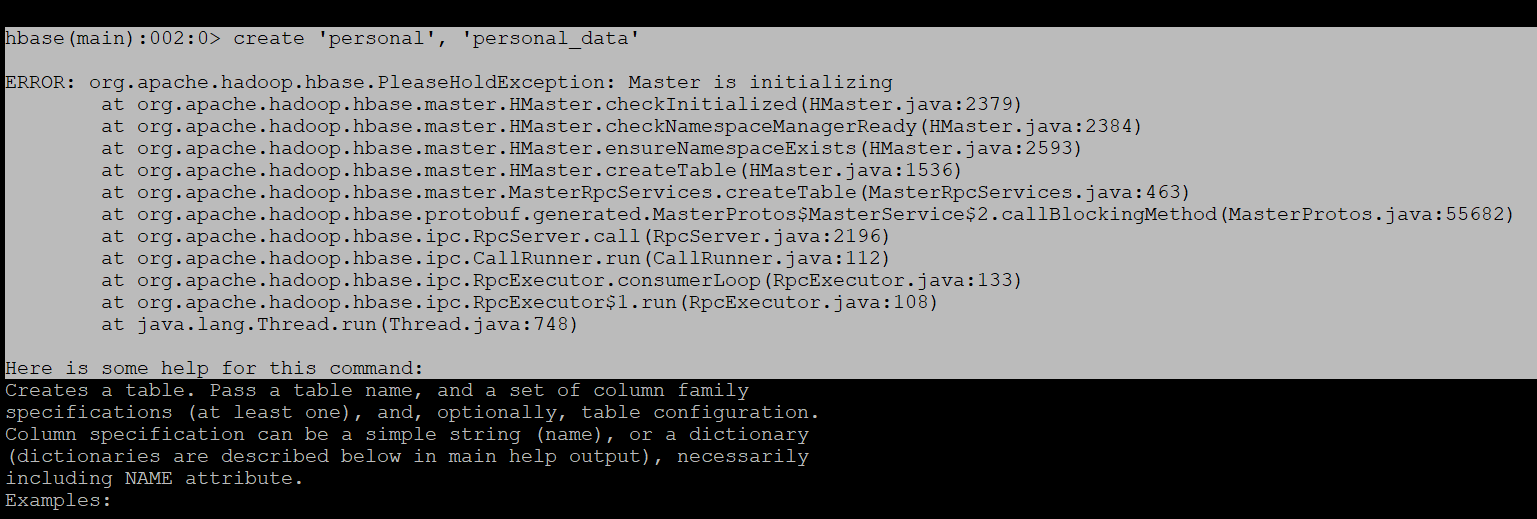 hbase(main):002:0> create 'personal', 'personal_data'
ERROR: org.apache.hadoop.hbase.PleaseHoldException: Master is initializing
at org.apache.hadoop.hbase.master.HMaster.checkInitialized(HMaster.java:2379)
at org.apache.hadoop.hbase.master.HMaster.checkNamespaceManagerReady(HMaster.java:2384)
at org.apache.hadoop.hbase.master.HMaster.ensureNamespaceExists(HMaster.java:2593)
at org.apache.hadoop.hbase.master.HMaster.createTable(HMaster.java:1536)
at org.apache.hadoop.hbase.master.MasterRpcServices.createTable(MasterRpcServices.java:463)
at org.apache.hadoop.hbase.protobuf.generated.MasterProtos$MasterService$2.callBlockingMethod(MasterProtos.java:55682)
at org.apache.hadoop.hbase.ipc.RpcServer.call(RpcServer.java:2196)
at org.apache.hadoop.hbase.ipc.CallRunner.run(CallRunner.java:112)
at org.apache.hadoop.hbase.ipc.RpcExecutor.consumerLoop(RpcExecutor.java:133)
at org.apache.hadoop.hbase.ipc.RpcExecutor$1.run(RpcExecutor.java:108)
at java.lang.Thread.run(Thread.java:748)
Here is some help for this command:
Creates a table. Pass a table name, and a set of column family
specifications (at least one), and, optionally, table configuration.
Column specification can be a simple string (name), or a dictionary
(dictionaries are described below in main help output), necessarily
including NAME attribute.
Examples: